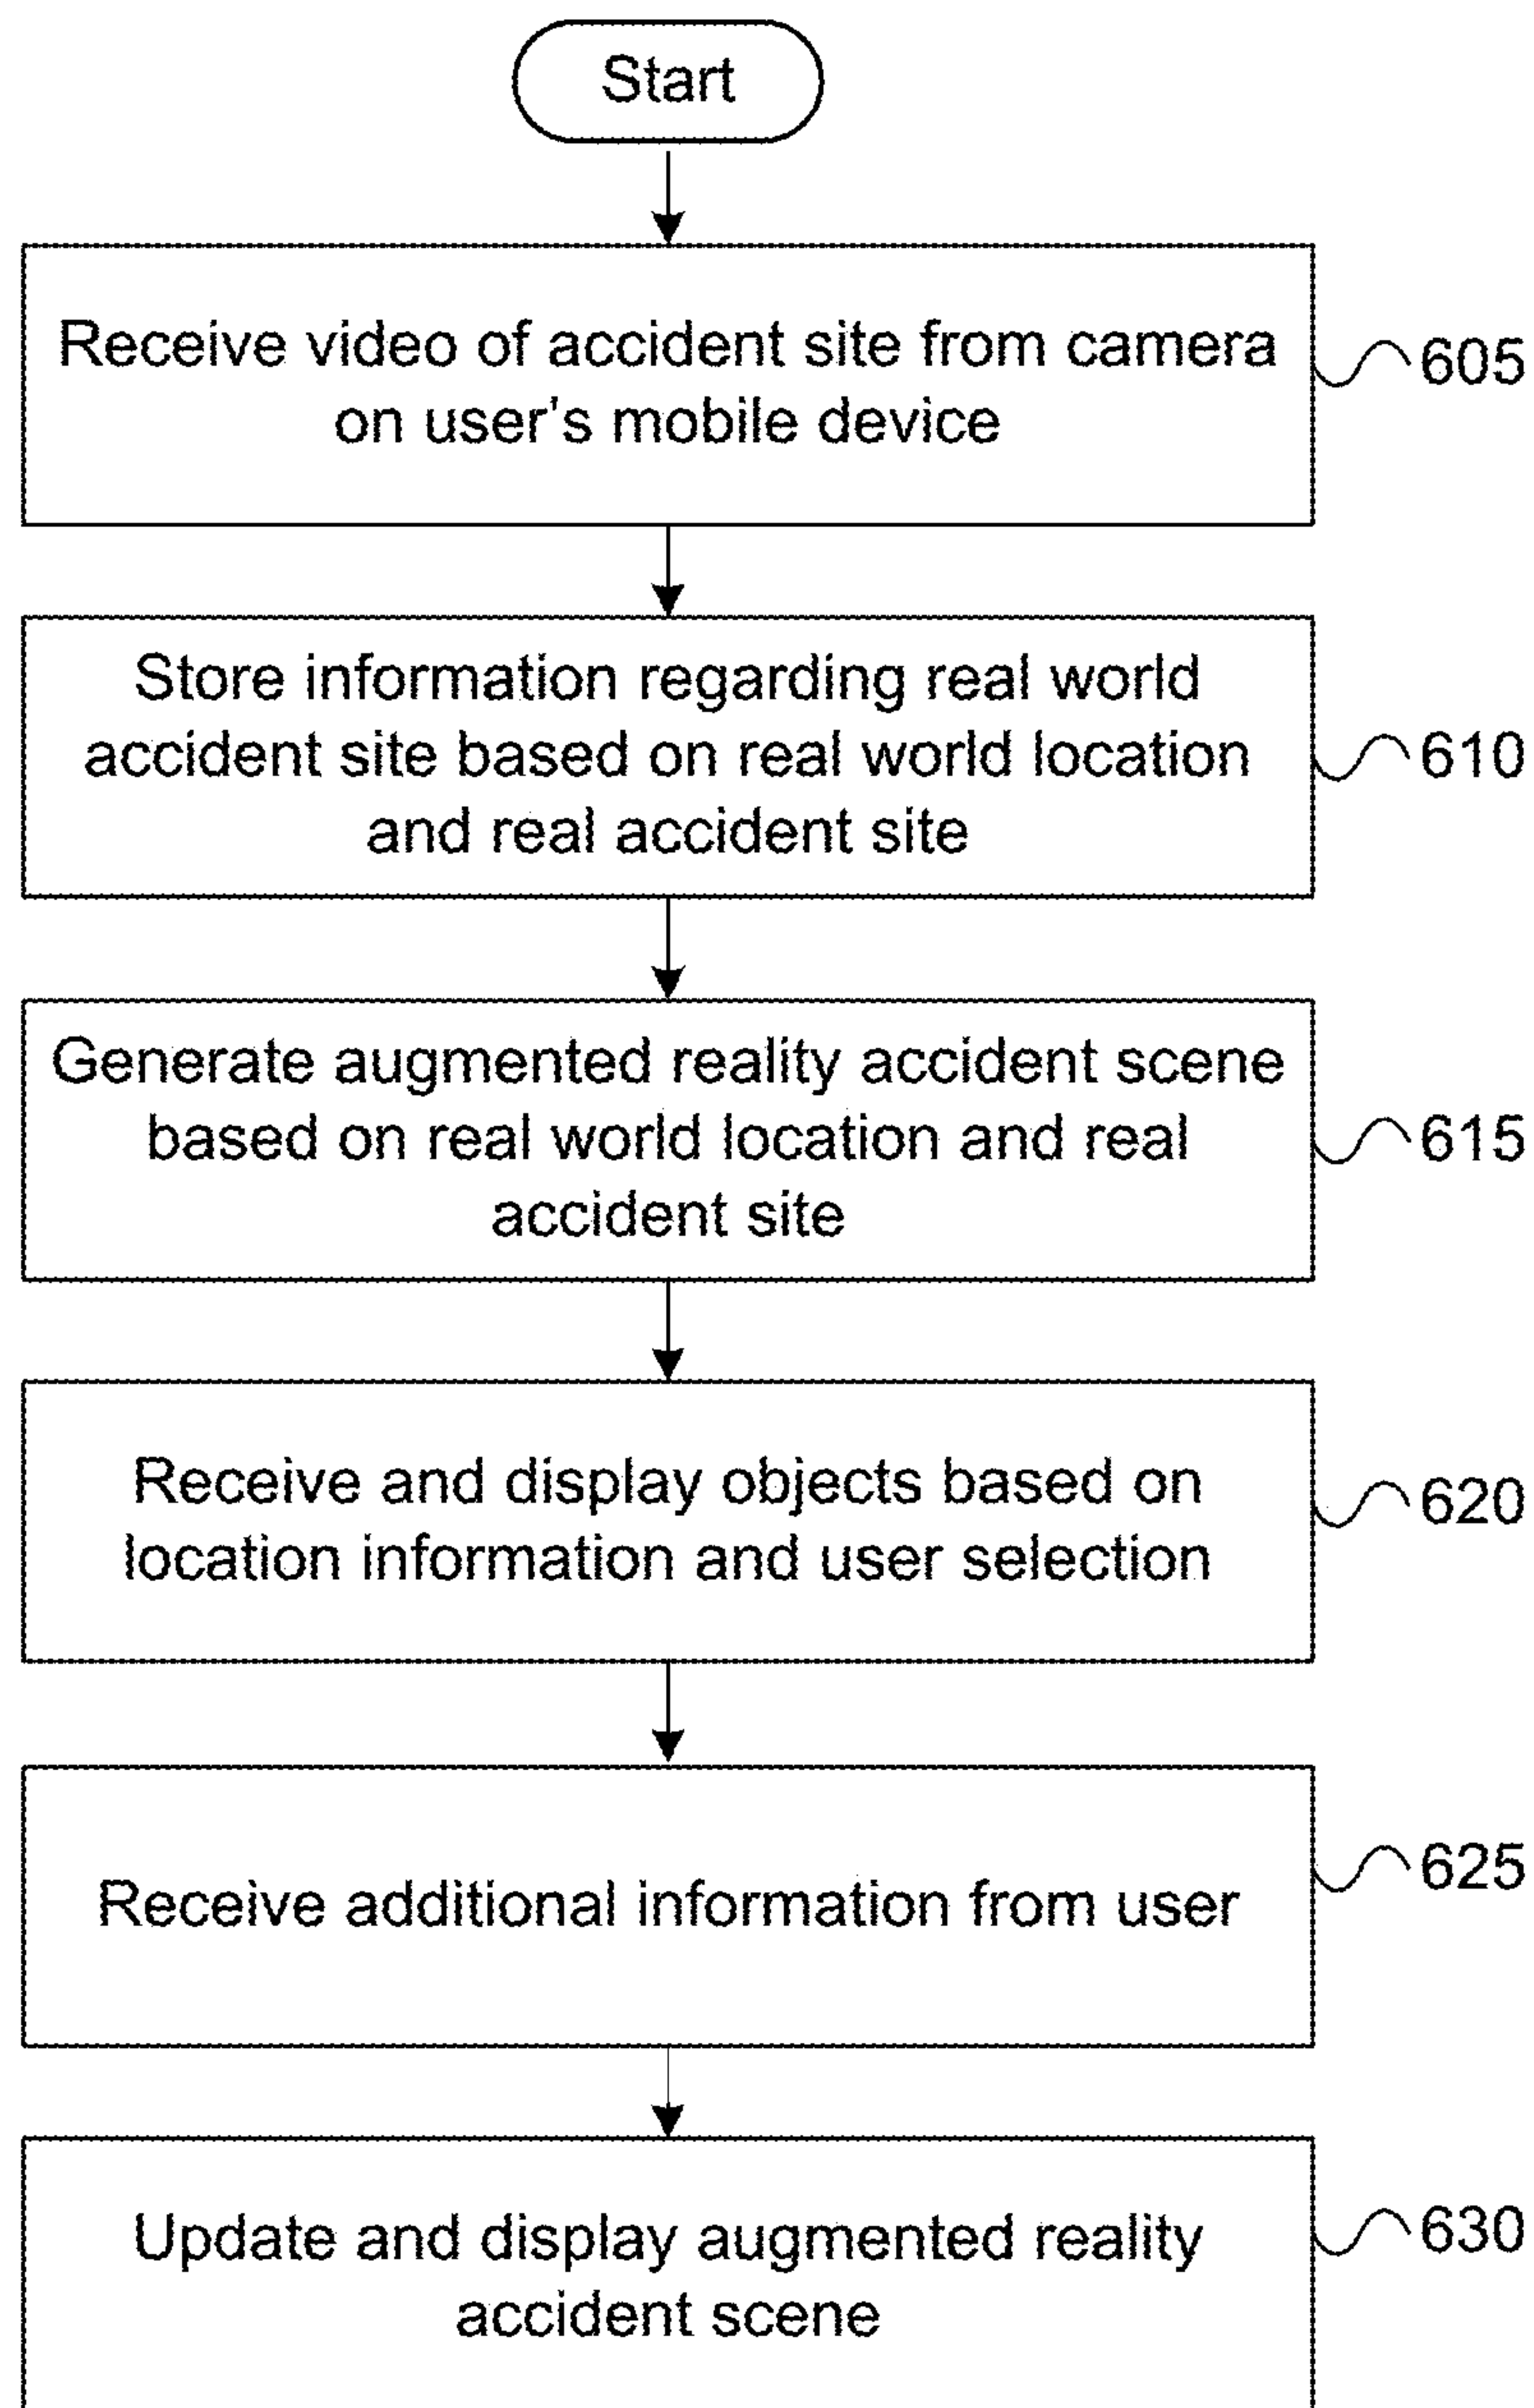 Start
Receive video of accident site from camera
on user's mobile device
605
Store information regarding real world
accident site based on real world location
and real accident site
610
Generate augmented reality accident scene
based on real world location and real
accident site
615
Receive and display objects based on
location information and user selection
620
Receive additional information from user
625
Update and display augmented reality
accident scene
630